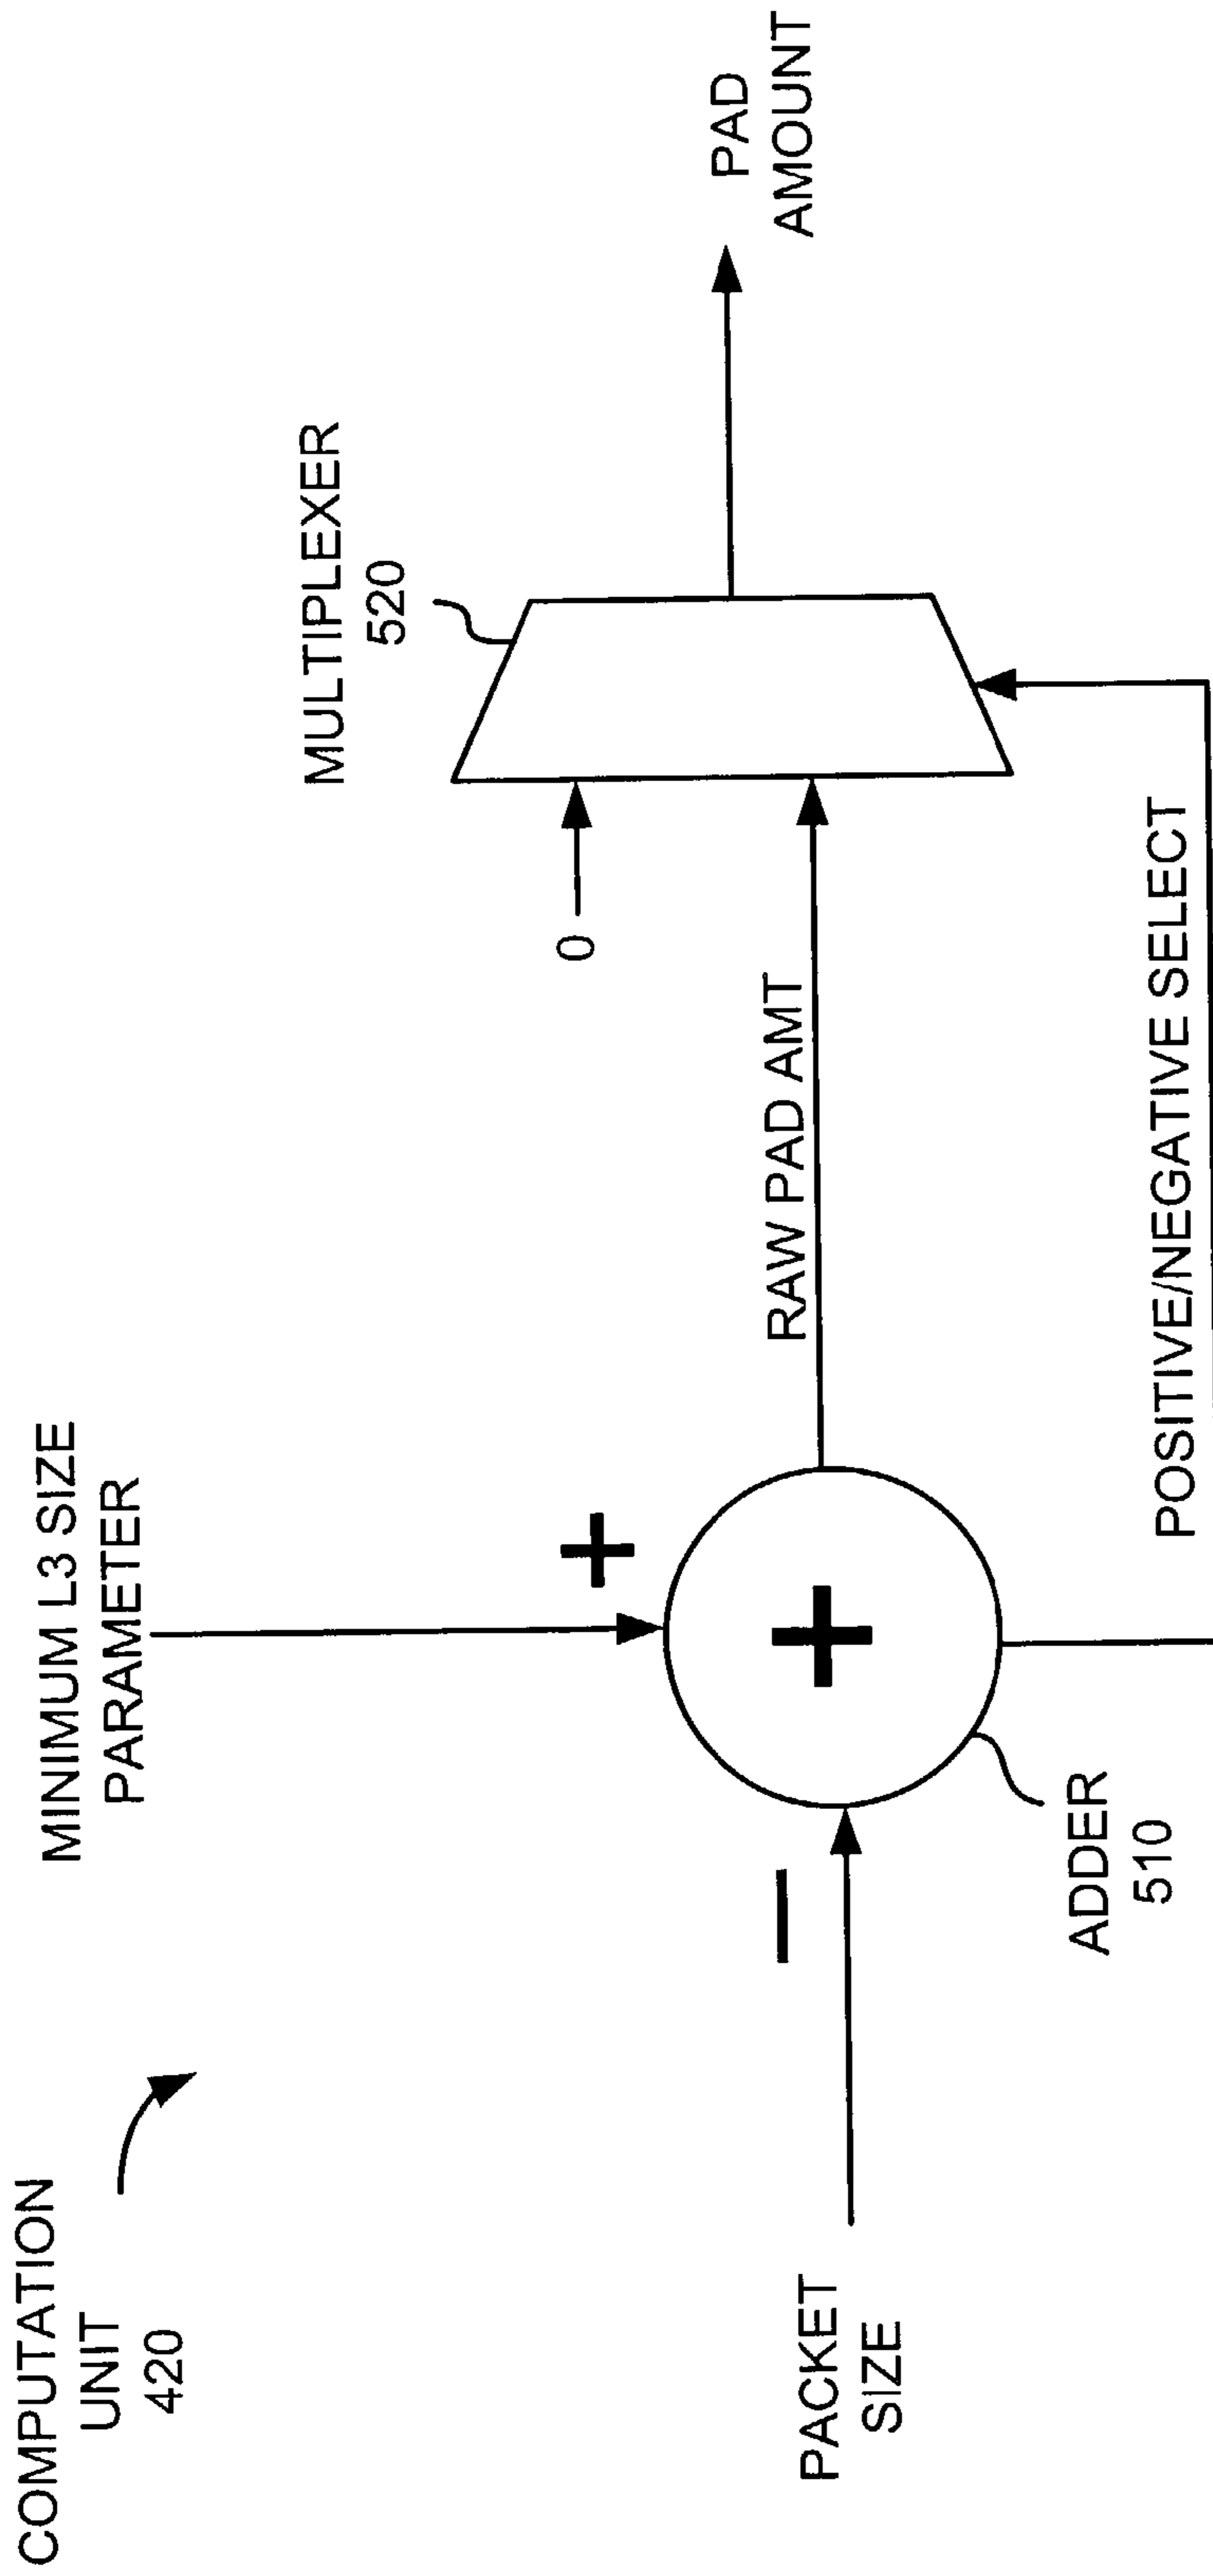 COMPUTATION
UNIT
420
MINIMUM L3 SIZE
PARAMETER
+
MULTIPLEXER
520
0
PACKET
SIZE
−
+
RAW PAD AMT
PAD
AMOUNT
ADDER
510
POSITIVE/NEGATIVE SELECT